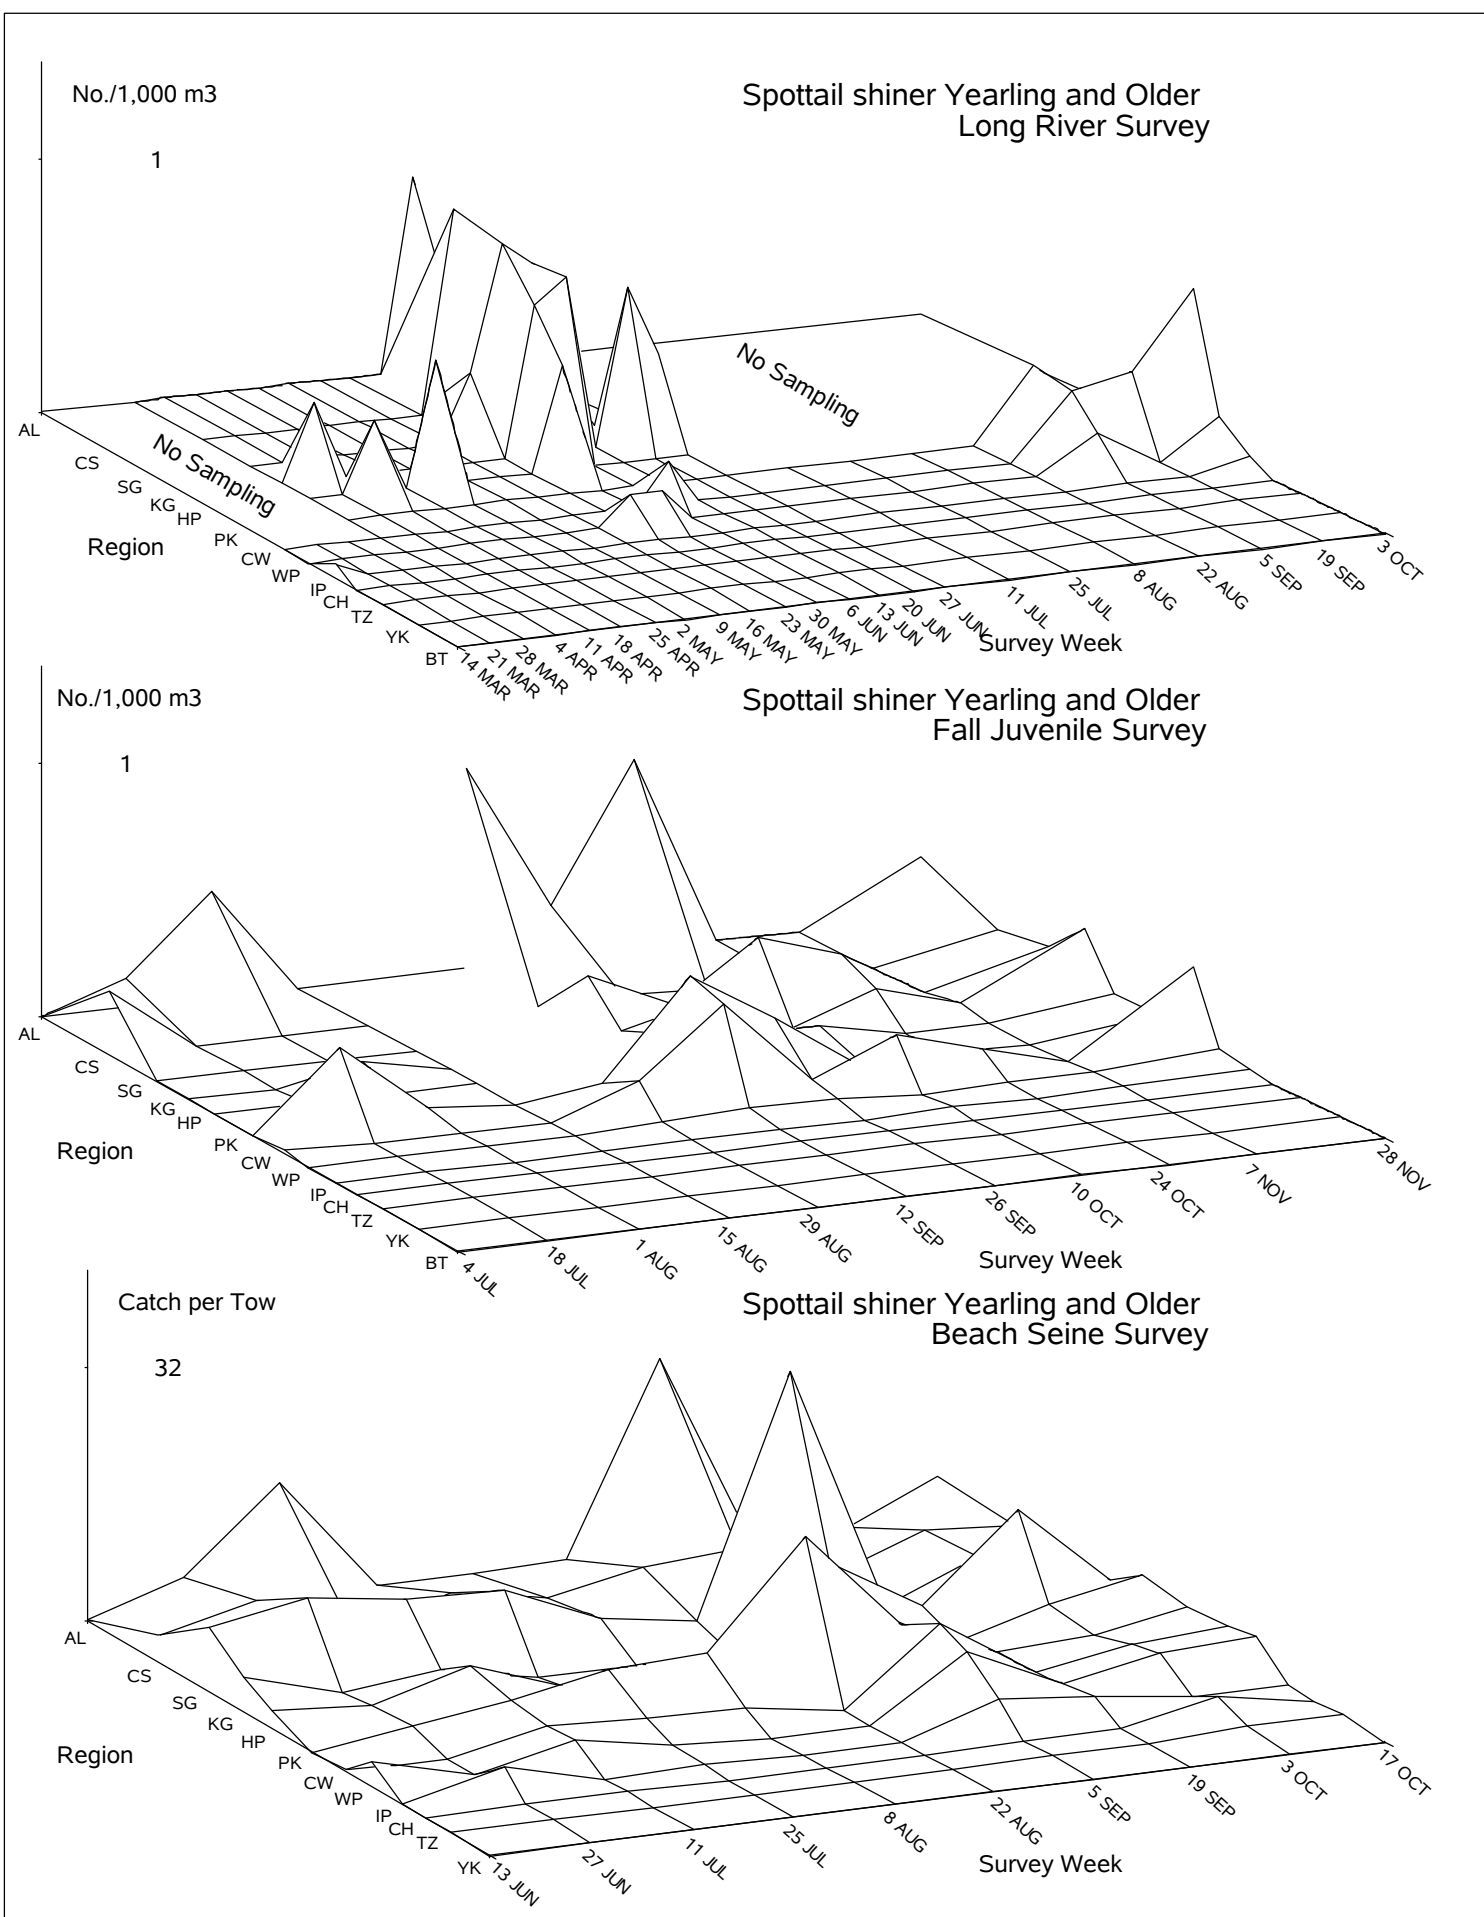 No./1,000 m3
Spottail shiner Yearling and Older
Long River Survey
1
No Sampling
AL
No Sampling
CS
SG
KG
HP
PK
CW
WP
IP
CH
TZ
YK
BT
Region
14 MAR
21 MAR
28 MAR
4 APR
11 APR
18 APR
25 APR
2 MAY
9 MAY
16 MAY
23 MAY
30 MAY
6 JUN
13 JUN
20 JUN
27 JUN
11 JUL
25 JUL
8 AUG
22 AUG
5 SEP
19 SEP
3 OCT
Survey Week
No./1,000 m3
Spottail shiner Yearling and Older
Fall Juvenile Survey
1
AL
CS
SG
KG
HP
PK
CW
WP
IP
CH
TZ
YK
BT
Region
4 JUL
18 JUL
1 AUG
15 AUG
29 AUG
12 SEP
26 SEP
10 OCT
24 OCT
7 NOV
28 NOV
Survey Week
Catch per Tow
Spottail shiner Yearling and Older
Beach Seine Survey
32
AL
CS
SG
KG
HP
PK
CW
WP
IP
CH
TZ
YK
Region
13 JUN
27 JUN
11 JUL
25 JUL
8 AUG
22 AUG
5 SEP
19 SEP
3 OCT
17 OCT
Survey Week